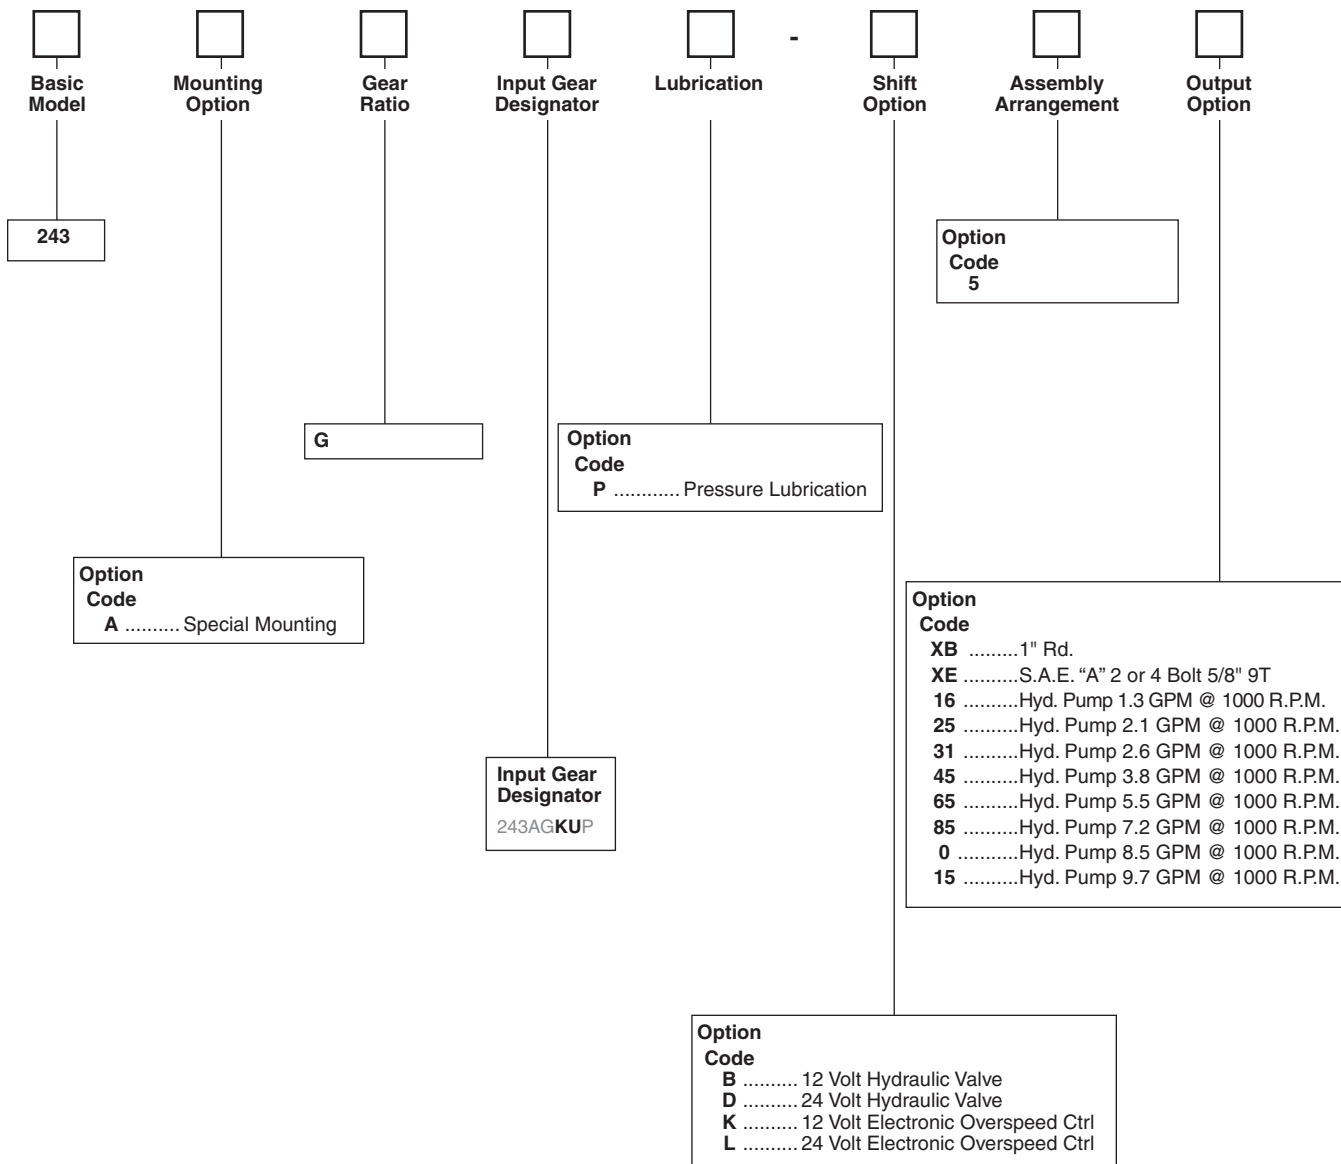 -
Basic
Model
Mounting
Option
Gear
Ratio
Input Gear
Designator
Lubrication
Shift
Option
Assembly
Arrangement
Output
Option
243
Option
Code
5
G
Option
Code
P ............ Pressure Lubrication
Option
Code
A .......... Special Mounting
Option
Code
XB .........1" Rd.
XE ..........S.A.E. “A” 2 or 4 Bolt 5/8" 9T
16 ..........Hyd. Pump 1.3 GPM @ 1000 R.P.M.
25 ..........Hyd. Pump 2.1 GPM @ 1000 R.P.M.
31 ..........Hyd. Pump 2.6 GPM @ 1000 R.P.M.
45 ..........Hyd. Pump 3.8 GPM @ 1000 R.P.M.
65 ..........Hyd. Pump 5.5 GPM @ 1000 R.P.M.
85 ..........Hyd. Pump 7.2 GPM @ 1000 R.P.M.
0 ...........Hyd. Pump 8.5 GPM @ 1000 R.P.M.
15 ..........Hyd. Pump 9.7 GPM @ 1000 R.P.M.
Input Gear
Designator
243AGKUP
Option
Code
B .......... 12 Volt Hydraulic Valve
D .......... 24 Volt Hydraulic Valve
K .......... 12 Volt Electronic Overspeed Ctrl
L .......... 24 Volt Electronic Overspeed Ctrl